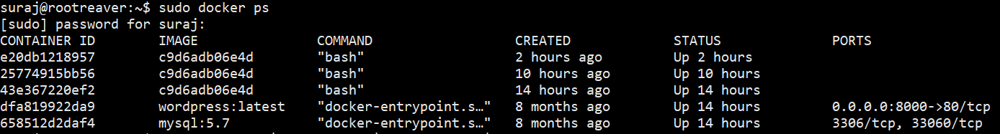 suraj@rootreaver:~$ sudo docker ps
[sudo] password for suraj:
CONTAINER ID   IMAGE   COMMAND   CREATED   STATUS   PORTS
e20db1218957   c9d6adb06e4d   "bash"   2 hours ago   Up 2 hours
25774915bb56   c9d6adb06e4d   "bash"   10 hours ago   Up 10 hours
43e367220ef2   c9d6adb06e4d   "bash"   14 hours ago   Up 14 hours
dfa819922da9   wordpress:latest   "docker-entrypoint.s…"   8 months ago   Up 14 hours   0.0.0.0:8000->80/tcp
658512d2daf4   mysql:5.7   "docker-entrypoint.s…"   8 months ago   Up 14 hours   3306/tcp, 33060/tcp